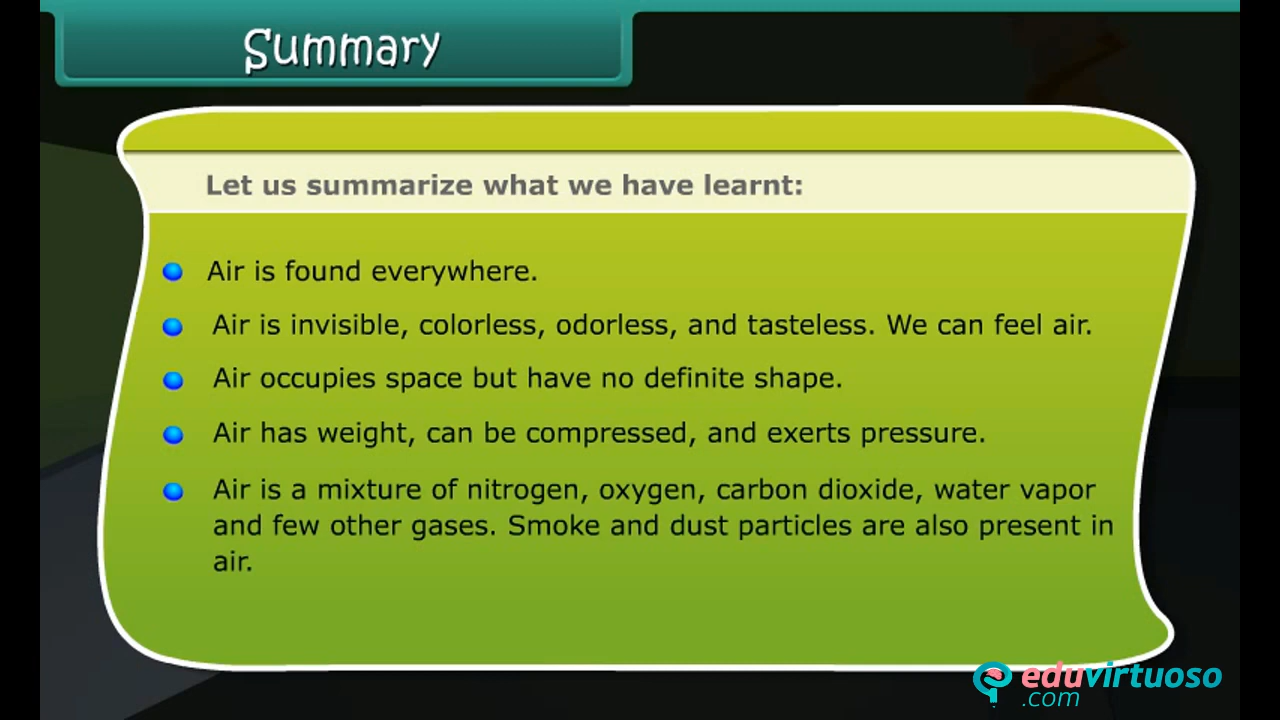 Summary
Let us summarize what we have learnt:
Air is found everywhere.
Air is invisible, colorless, odorless, and tasteless. We can feel air.
Air occupies space but have no definite shape.
Air has weight, can be compressed, and exerts pressure.
Air is a mixture of nitrogen, oxygen, carbon dioxide, water vapor
and few other gases. Smoke and dust particles are also present in
air.
eduvirtuoso
.com